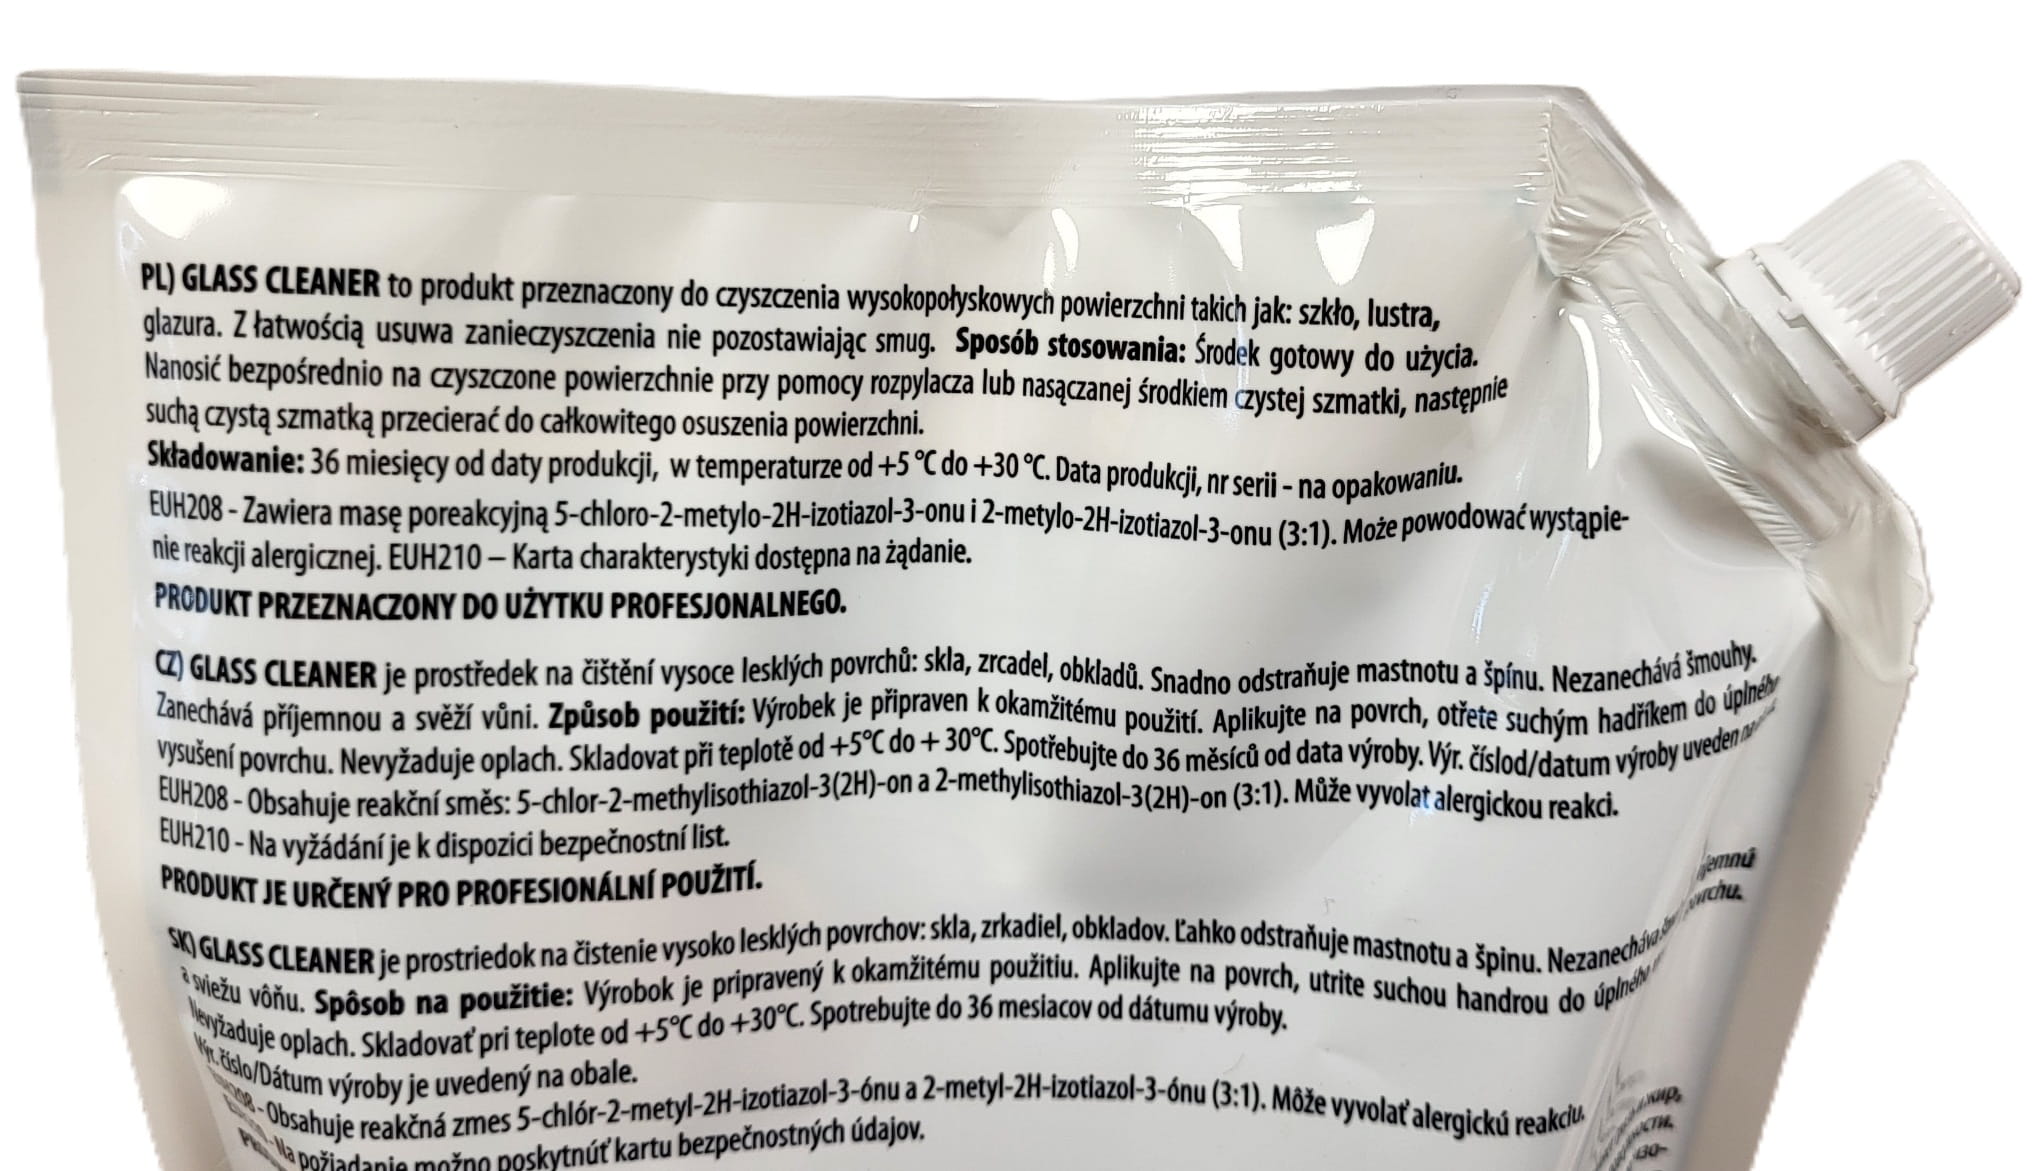 PL) GLASS CLEANER to produkt przeznaczony do czyszczenia wysokopołyskowych powierzchni takich jak: szkło, lustra,
glazura. Z łatwością usuwa zanieczyszczenia nie pozostawiając smug. Sposób stosowania: Środek gotowy do użycia.
Nanosić bezpośrednio na czyszczone powierzchnie przy pomocy rozpylacza lub nasączanej środkiem czystej szmatki, następnie
suchą czystą szmatką przecierać do całkowitego osuszenia powierzchni.
Składowanie: 36 miesięcy od daty produkcji, w temperaturze od +5 °C do +30 °C. Data produkcji, nr serii - na opakowaniu.
EUH208 - Zawiera masę poreakcyjną 5-chloro-2-metylo-2H-izotiazol-3-onu i 2-metylo-2H-izotiazol-3-onu (3:1). Może powodować wystąpie-
nie reakcji alergicznej. EUH210 – Karta charakterystyki dostępna na żądanie.
PRODUKT PRZEZNACZONY DO UŻYTKU PROFESJONALNEGO.
CZ) GLASS CLEANER je prostředek na čištění vysoce lesklých povrchů: skla, zrcadel, obkladů. Snadno odstraňuje mastnotu a špínu. Nezanechává šmouhy.
Zanechává příjemnou a svěží vůni. Způsob použití: Výrobek je připraven k okamžitému použití. Aplikujte na povrch, otřete suchým hadříkem do úplného
vysušení povrchu. Nevyžaduje oplach. Skladovat při teplotě od +5°C do + 30°C. Spotřebujte do 36 měsíců od data výroby. Výr. číslod/datum výroby uveden
EUH208 - Obsahuje reakční směs: 5-chlor-2-methylisothiazol-3(2H)-on a 2-methylisothiazol-3(2H)-on (3:1). Může vyvolat alergickou reakci.
EUH210 - Na vyžádání je k dispozici bezpečnostní list.
PRODUKT JE URČENÝ PRO PROFESIONÁLNÍ POUŽITÍ.
SK) GLASS CLEANER je prostriedok na čistenie vysoko lesklých povrchov: skla, zrkadiel, obkladov. Ľahko odstraňuje mastnotu a špinu. Nezanecháva
a sviežu vôňu. Spôsob na použitie: Výrobok je pripravený k okamžitému použitiu. Aplikujte na povrch, utrite suchou handrou do úplného
Nevyžaduje oplach. Skladovať pri teplote od +5°C do +30°C. Spotrebujte do 36 mesiacov od dátumu výroby.
Výr. číslo/Dátum výroby je uvedený na obale.
- Obsahuje reakčná zmes 5-chlór-2-metyl-2H-izotiazol-3-ónu a 2-metyl-2H-izotiazol-3-ónu (3:1). Môže vyvolať alergickú reakciu.
- Na požiadanie možno poskytnúť kartu bezpečnostných údajov.